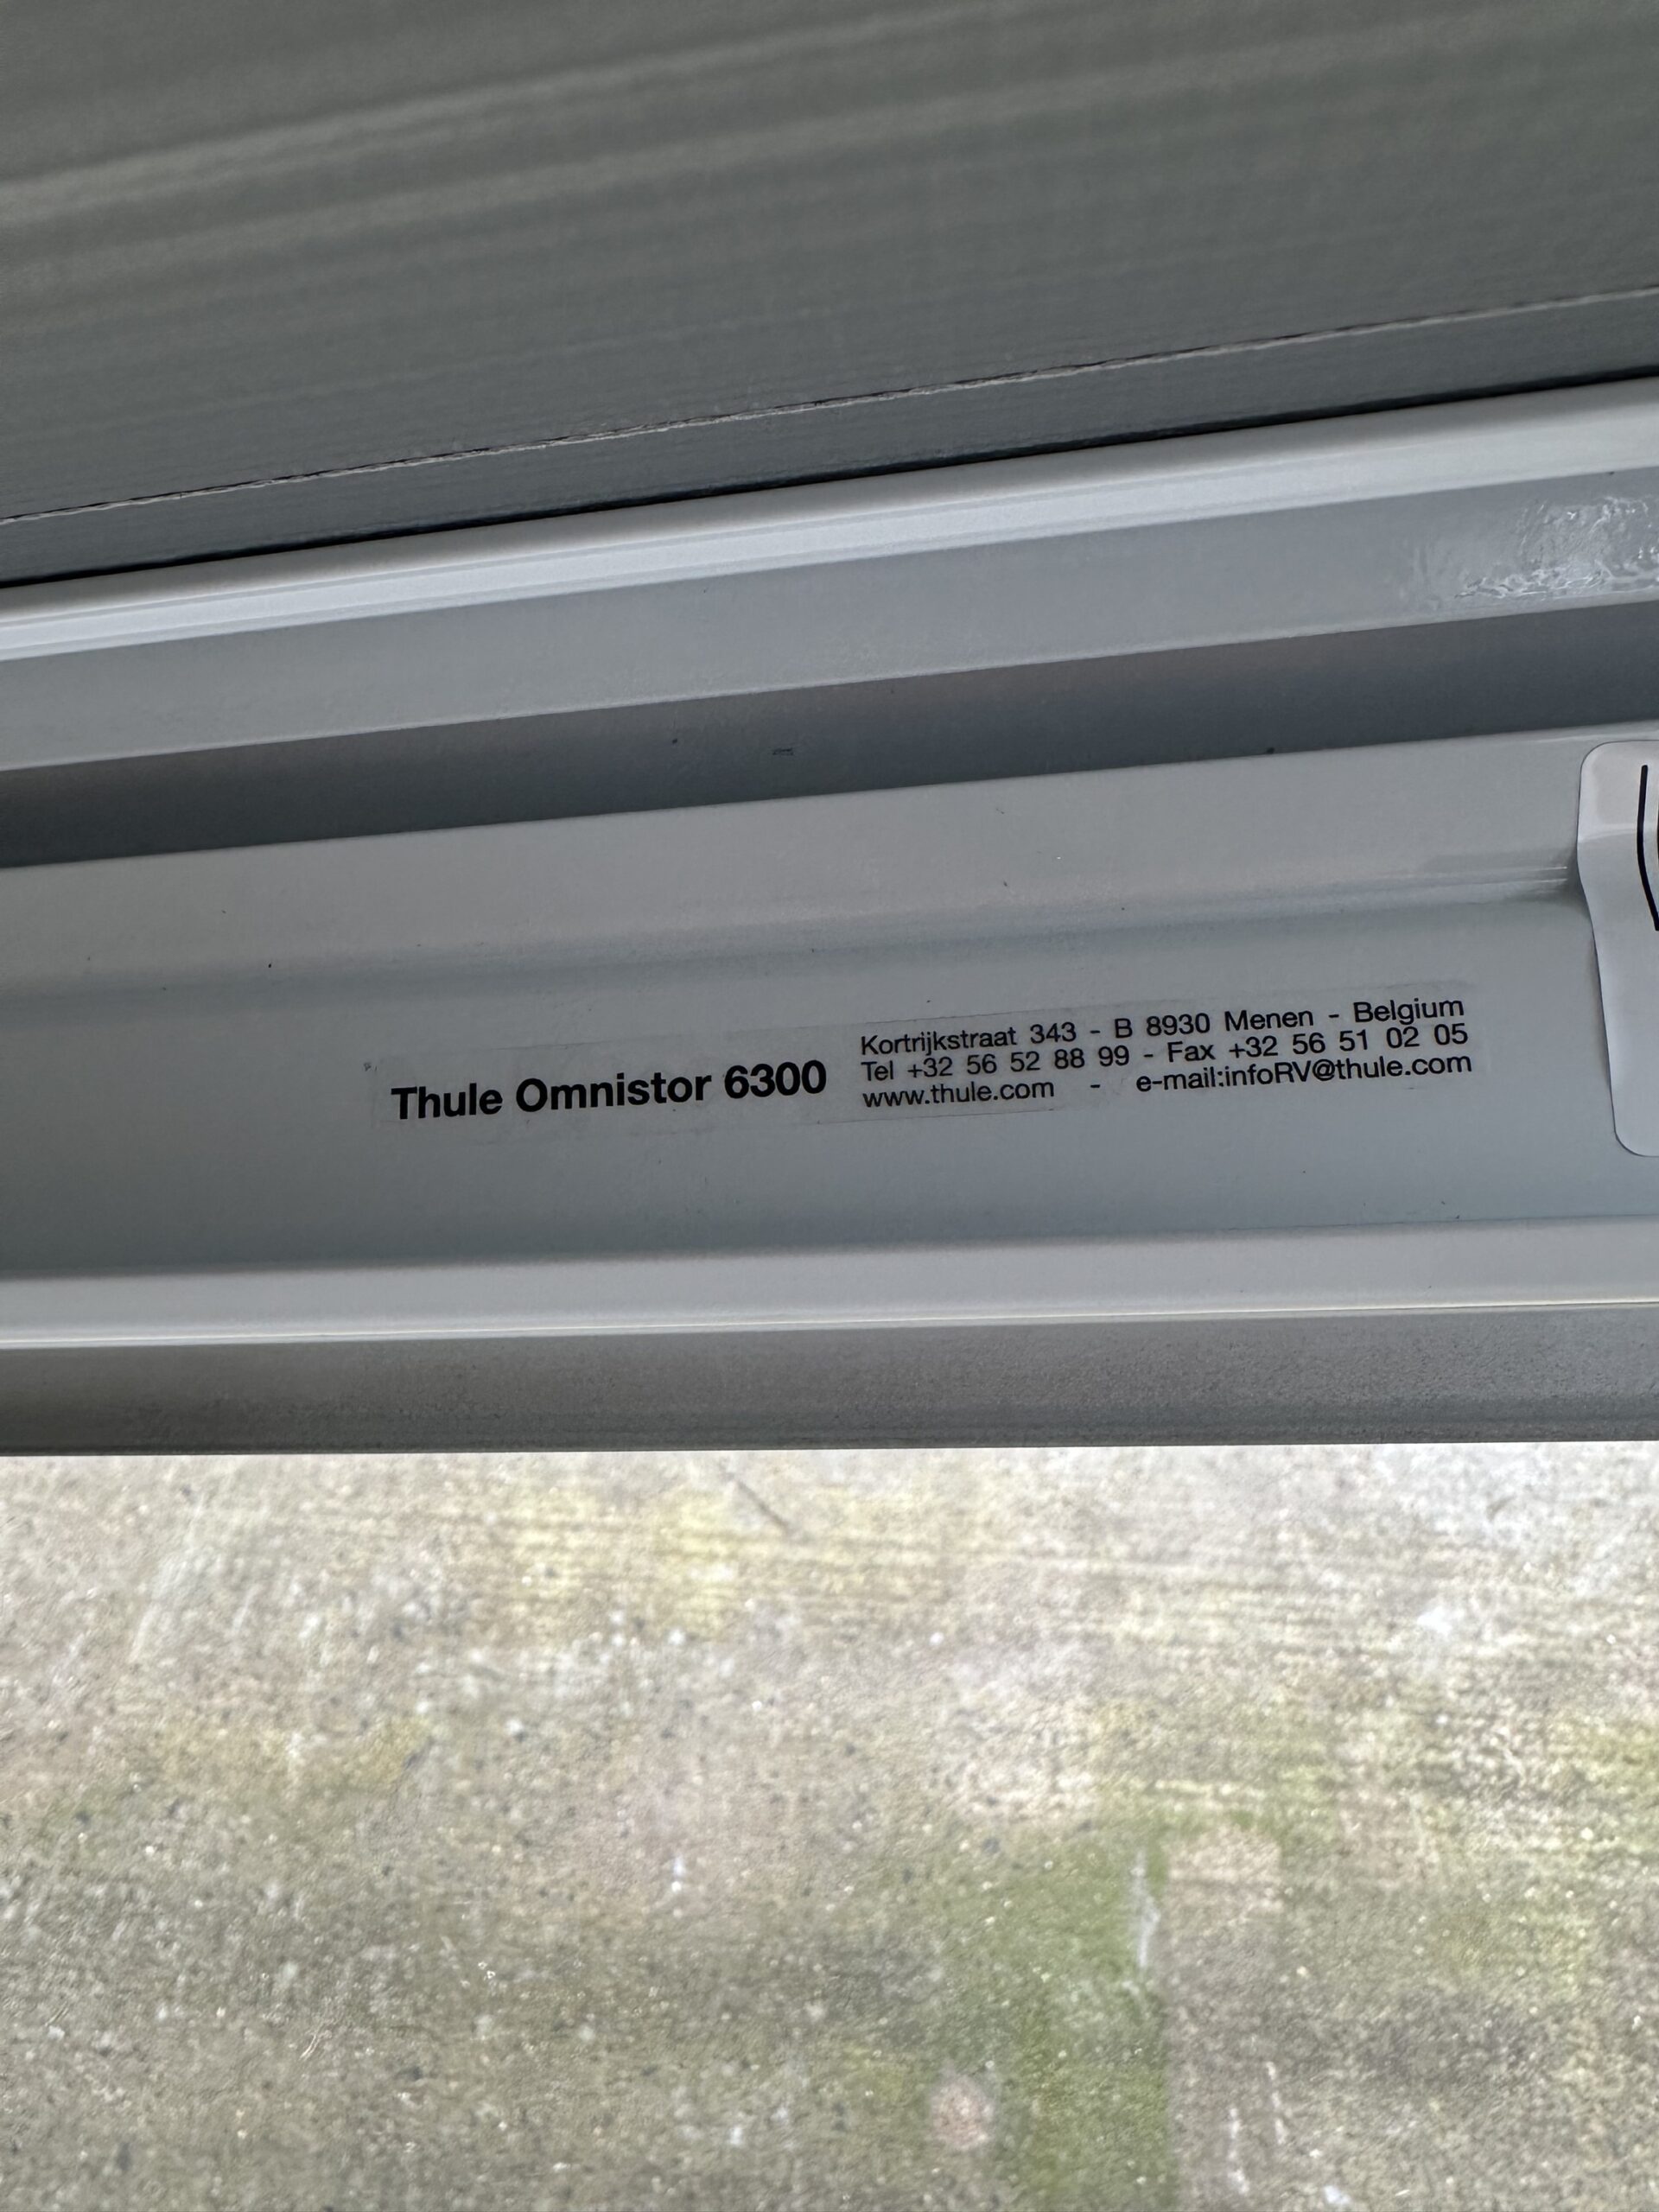 Thule Omnistor 6300
Kortrijkstraat 343 - B 8930 Menen - Belgium
Tel +32 56 52 88 99 - Fax +32 56 51 02 05
www.thule.com - e-mail:infoRV@thule.com